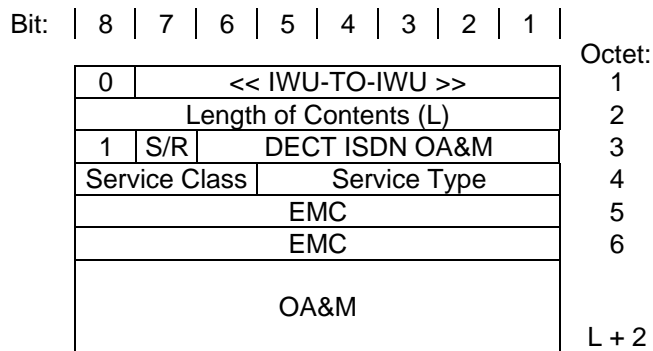 Bit: 8 7 6 5 4 3 2 1
Octet:
0 << IWU-TO-IWU >> 1
Length of Contents (L) 2
1 S/R DECT ISDN OA&M 3
Service Class Service Type 4
EMC 5
EMC 6
OA&M
L + 2